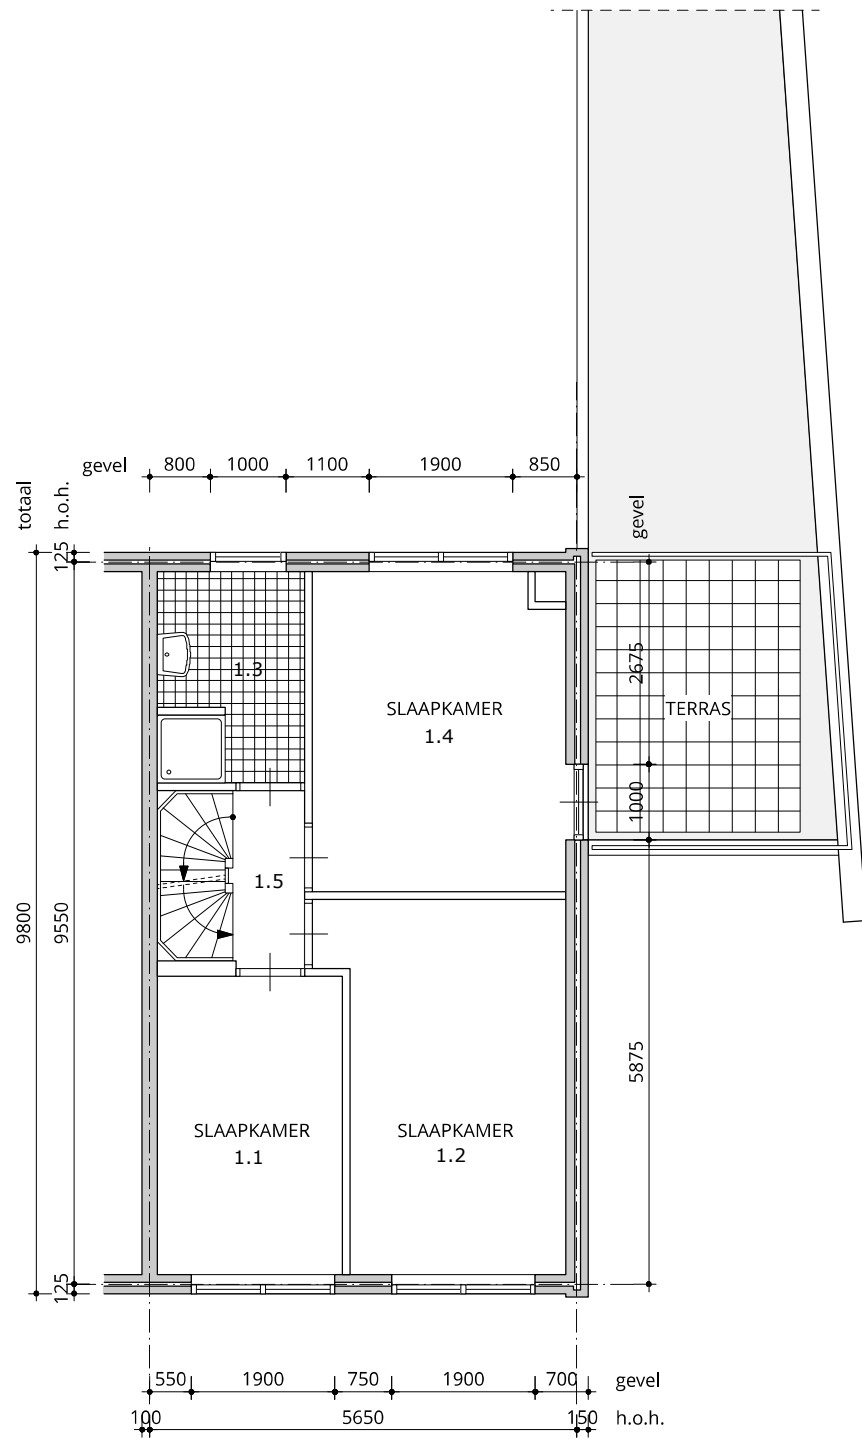 gevel 800 1000 1100 1900 850
totaal
h.o.h.
gevel
125
1.3
2675
SLAAPKAMER
1.4
TERRAS
1000
1.5
9800
9550
5875
SLAAPKAMER
1.1
SLAAPKAMER
1.2
125
550 1900 750 1900 700 gevel
100 5650 150 h.o.h.